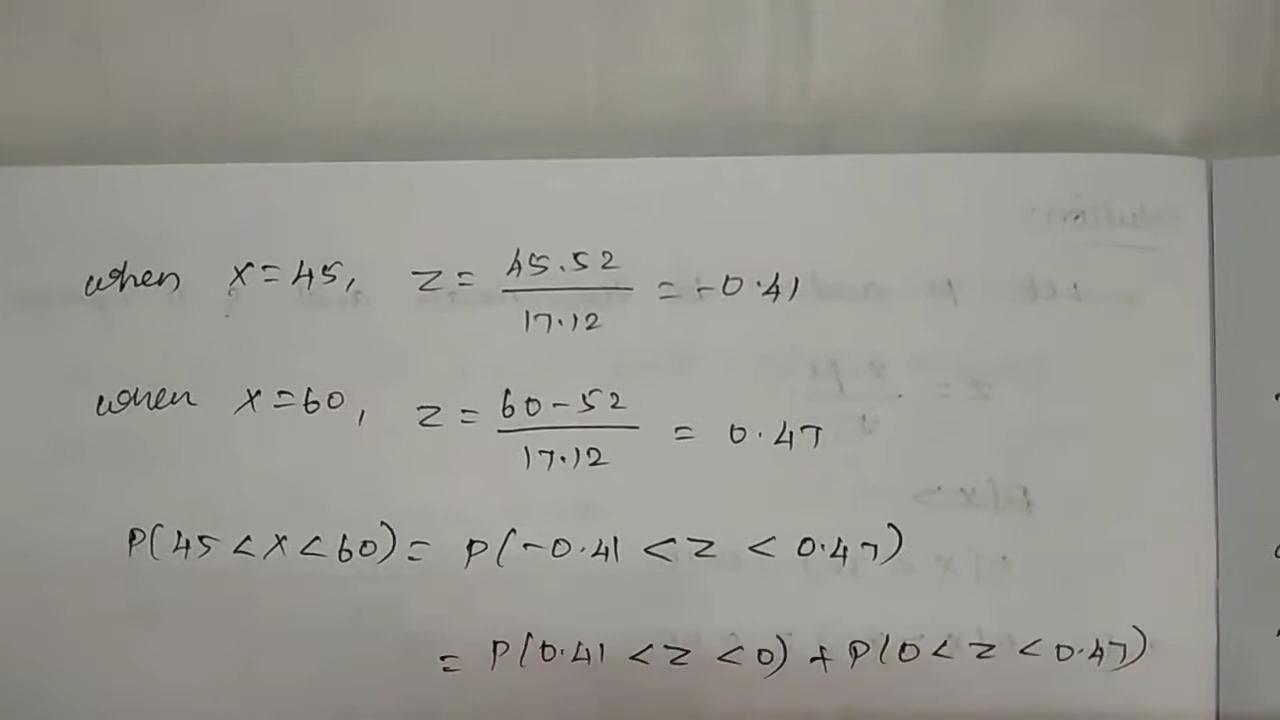 when x=45, z = 45.52 / 17.12 = -0.41
when x=60, z = 60-52 / 17.12 = 0.47
P(45 < x < 60) = P(-0.41 < z < 0.47)
= P(0.41 < z < 0) + P(0 < z < 0.47)